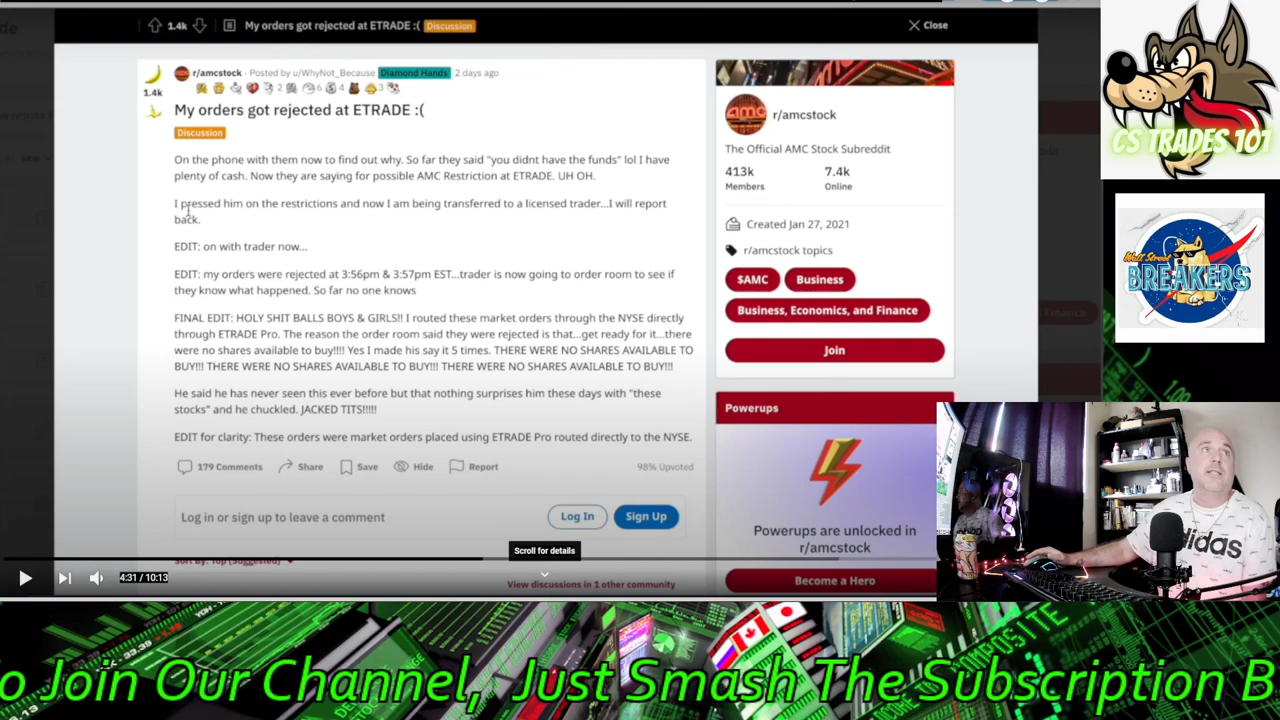 1.4k
My orders got rejected at ETRADE :( Discussion
Close
CS TRADES 101
Wall Street
BREAKERS
r/amcstock · Posted by u/WhyNot_Because Diamond Hands 2 days ago
2 6 4 3
1.4k
My orders got rejected at ETRADE :(
Discussion
On the phone with them now to find out why. So far they said "you didnt have the funds" lol I have
plenty of cash. Now they are saying for possible AMC Restriction at ETRADE. UH OH.
I pressed him on the restrictions and now I am being transferred to a licensed trader...I will report
back.
EDIT: on with trader now...
EDIT: my orders were rejected at 3:56pm & 3:57pm EST...trader is now going to order room to see if
they know what happened. So far no one knows
FINAL EDIT: HOLY SHIT BALLS BOYS & GIRLS!! I routed these market orders through the NYSE directly
through ETRADE Pro. The reason the order room said they were rejected is that...get ready for it...there
were no shares available to buy!!!! Yes I made his say it 5 times. THERE WERE NO SHARES AVAILABLE TO
BUY!!! THERE WERE NO SHARES AVAILABLE TO BUY!!! THERE WERE NO SHARES AVAILABLE TO BUY!!!
He said he has never seen this ever before but that nothing surprises him these days with "these
stocks" and he chuckled. JACKED TITS!!!!!
EDIT for clarity: These orders were market orders placed using ETRADE Pro routed directly to the NYSE.
179 Comments Share Save Hide Report 98% Upvoted
Log in or sign up to leave a comment Log In Sign Up
Sort By: Top (Suggested)
View discussions in 1 other community
amc
r/amcstock
The Official AMC Stock Subreddit
413k 7.4k
Members Online
Created Jan 27, 2021
r/amcstock topics
$AMC Business
Business, Economics, and Finance
Join
Powerups
Powerups are unlocked in
r/amcstock
Become a Hero
Scroll for details
4:31 / 10:13
adidas
COMPOSITE
o Join Our Channel, Just Smash The Subscription B